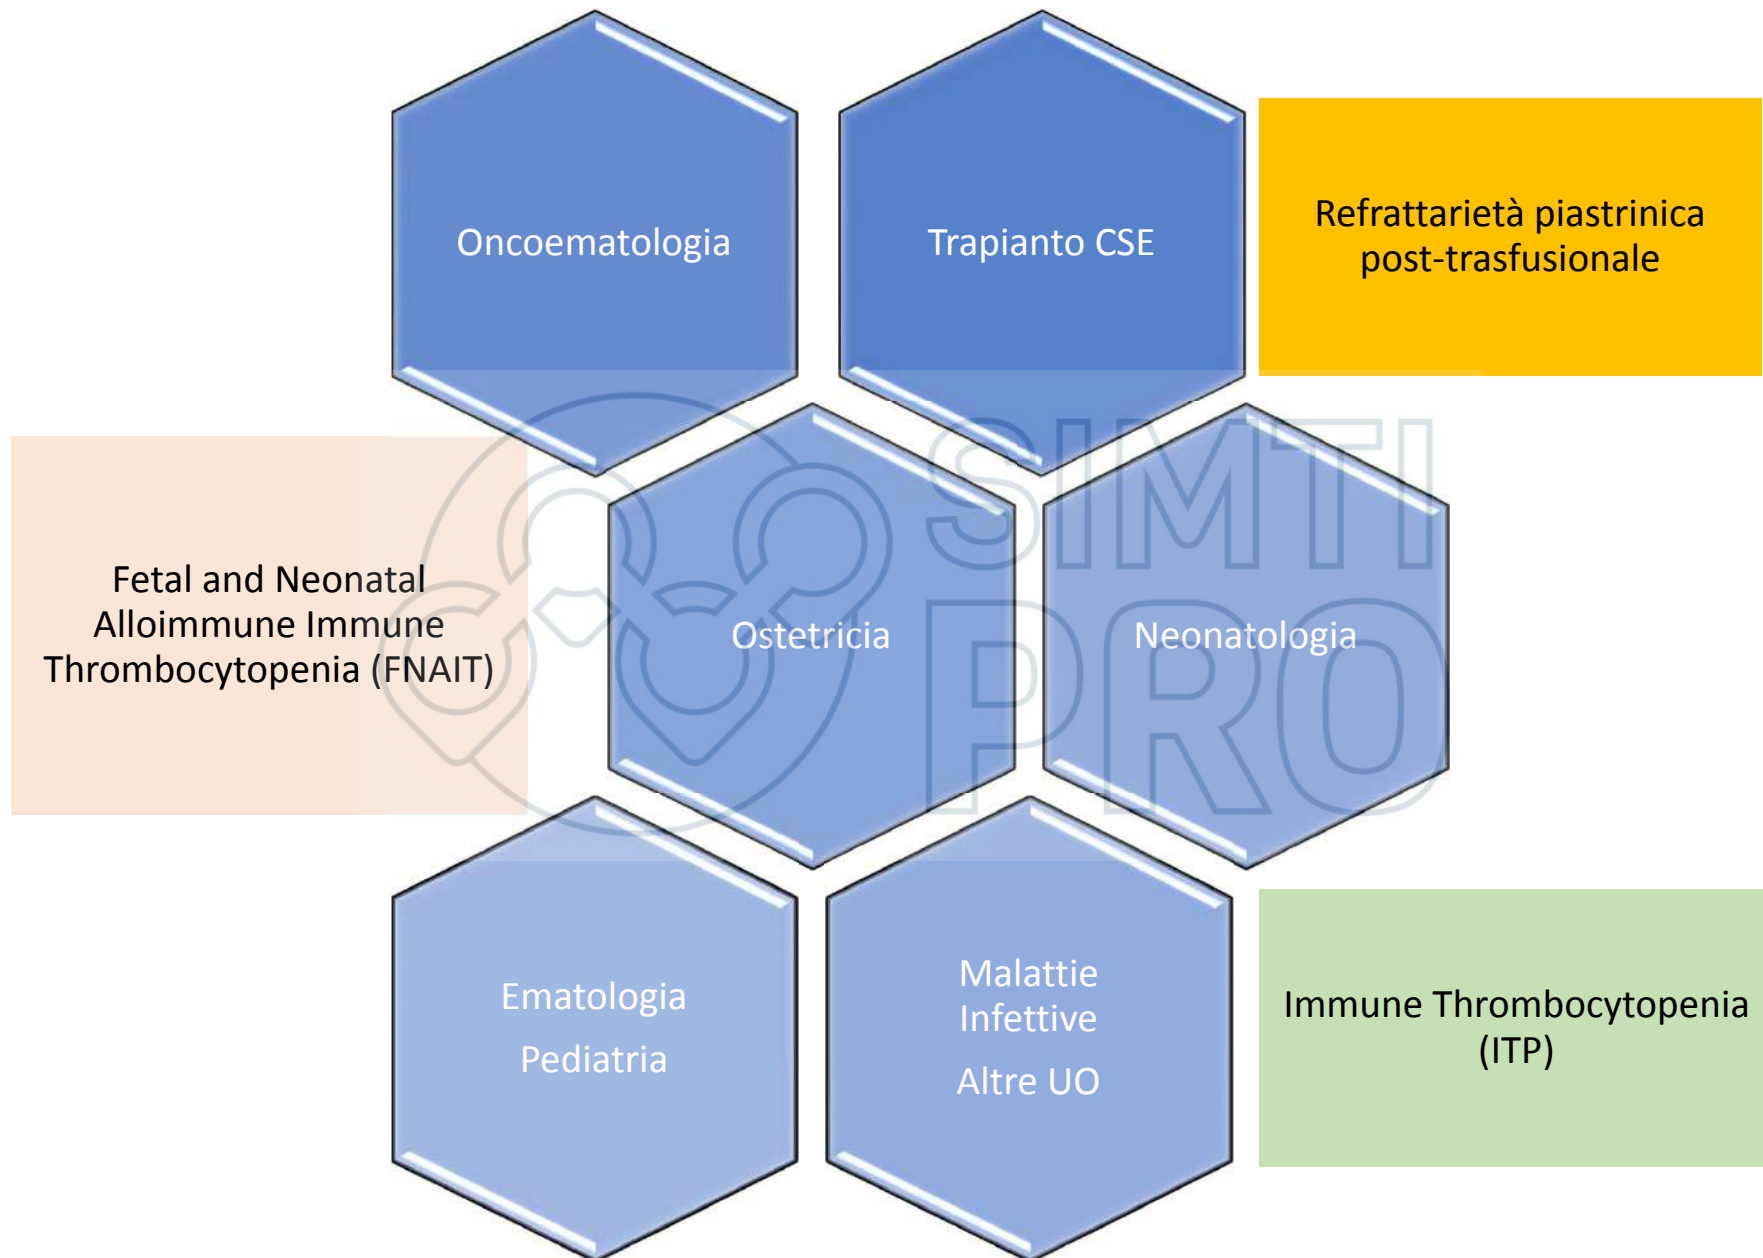 Oncoematologia
Trapianto CSE
Refrattarietà piastrinica
post-trasfusionale
Fetal and Neonatal
Alloimmune Immune
Thrombocytopenia (FNAIT)
Ostetricia
Neonatologia
SIMTI
PRO
Ematologia
Pediatria
Malattie
Infettive
Altre UO
Immune Thrombocytopenia
(ITP)